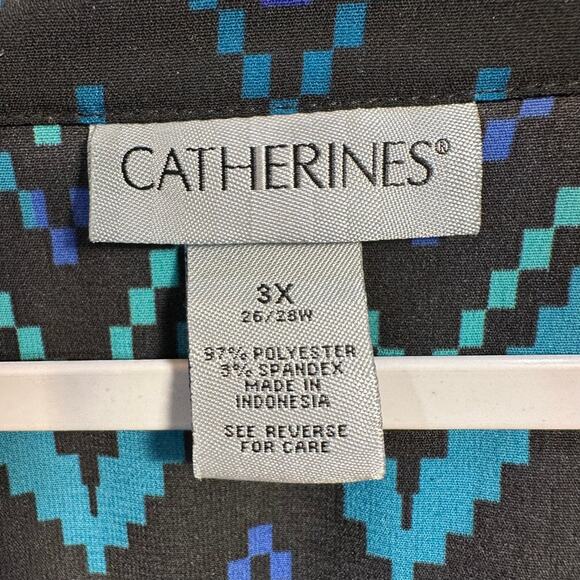 CATHERINES®
3X
26/28W
97% POLYESTER
3% SPANDEX
MADE IN
INDONESIA
SEE REVERSE
FOR CARE